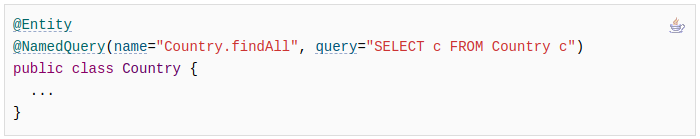 @Entity
@NamedQuery(name="Country.findAll", query="SELECT c FROM Country c")
public class Country {
  ...
}